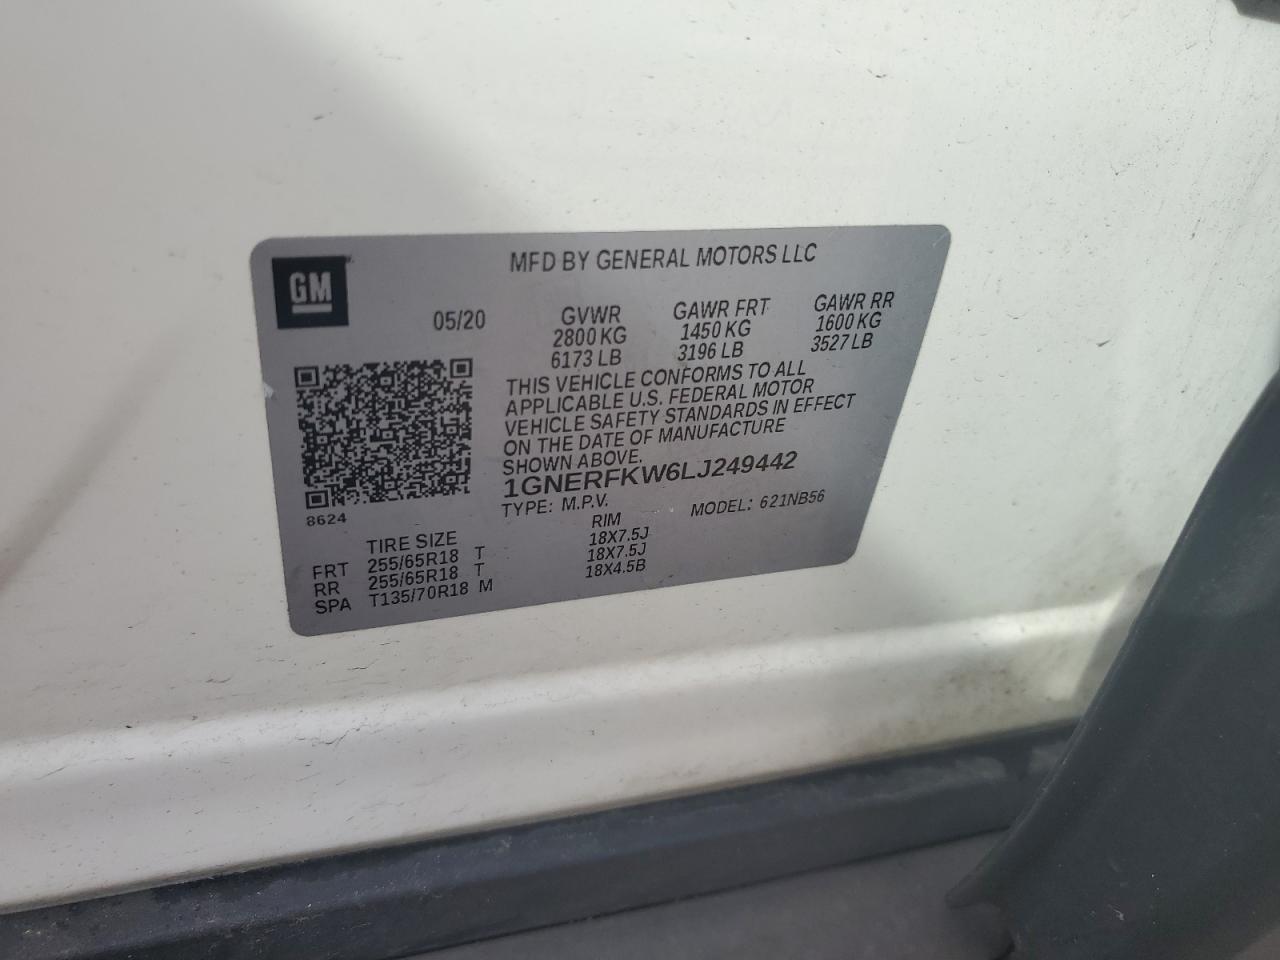 GM
MFD BY GENERAL MOTORS LLC
05/20 GVWR GAWR FRT GAWR RR
2800 KG 1450 KG 1600 KG
6173 LB 3196 LB 3527 LB
THIS VEHICLE CONFORMS TO ALL
APPLICABLE U.S. FEDERAL MOTOR
VEHICLE SAFETY STANDARDS IN EFFECT
ON THE DATE OF MANUFACTURE
SHOWN ABOVE.
1GNERFKW6LJ249442
TYPE: M.P.V. MODEL: 621NB56
8624
TIRE SIZE RIM
FRT 255/65R18 T 18X7.5J
RR 255/65R18 T 18X7.5J
SPA T135/70R18 M 18X4.5B